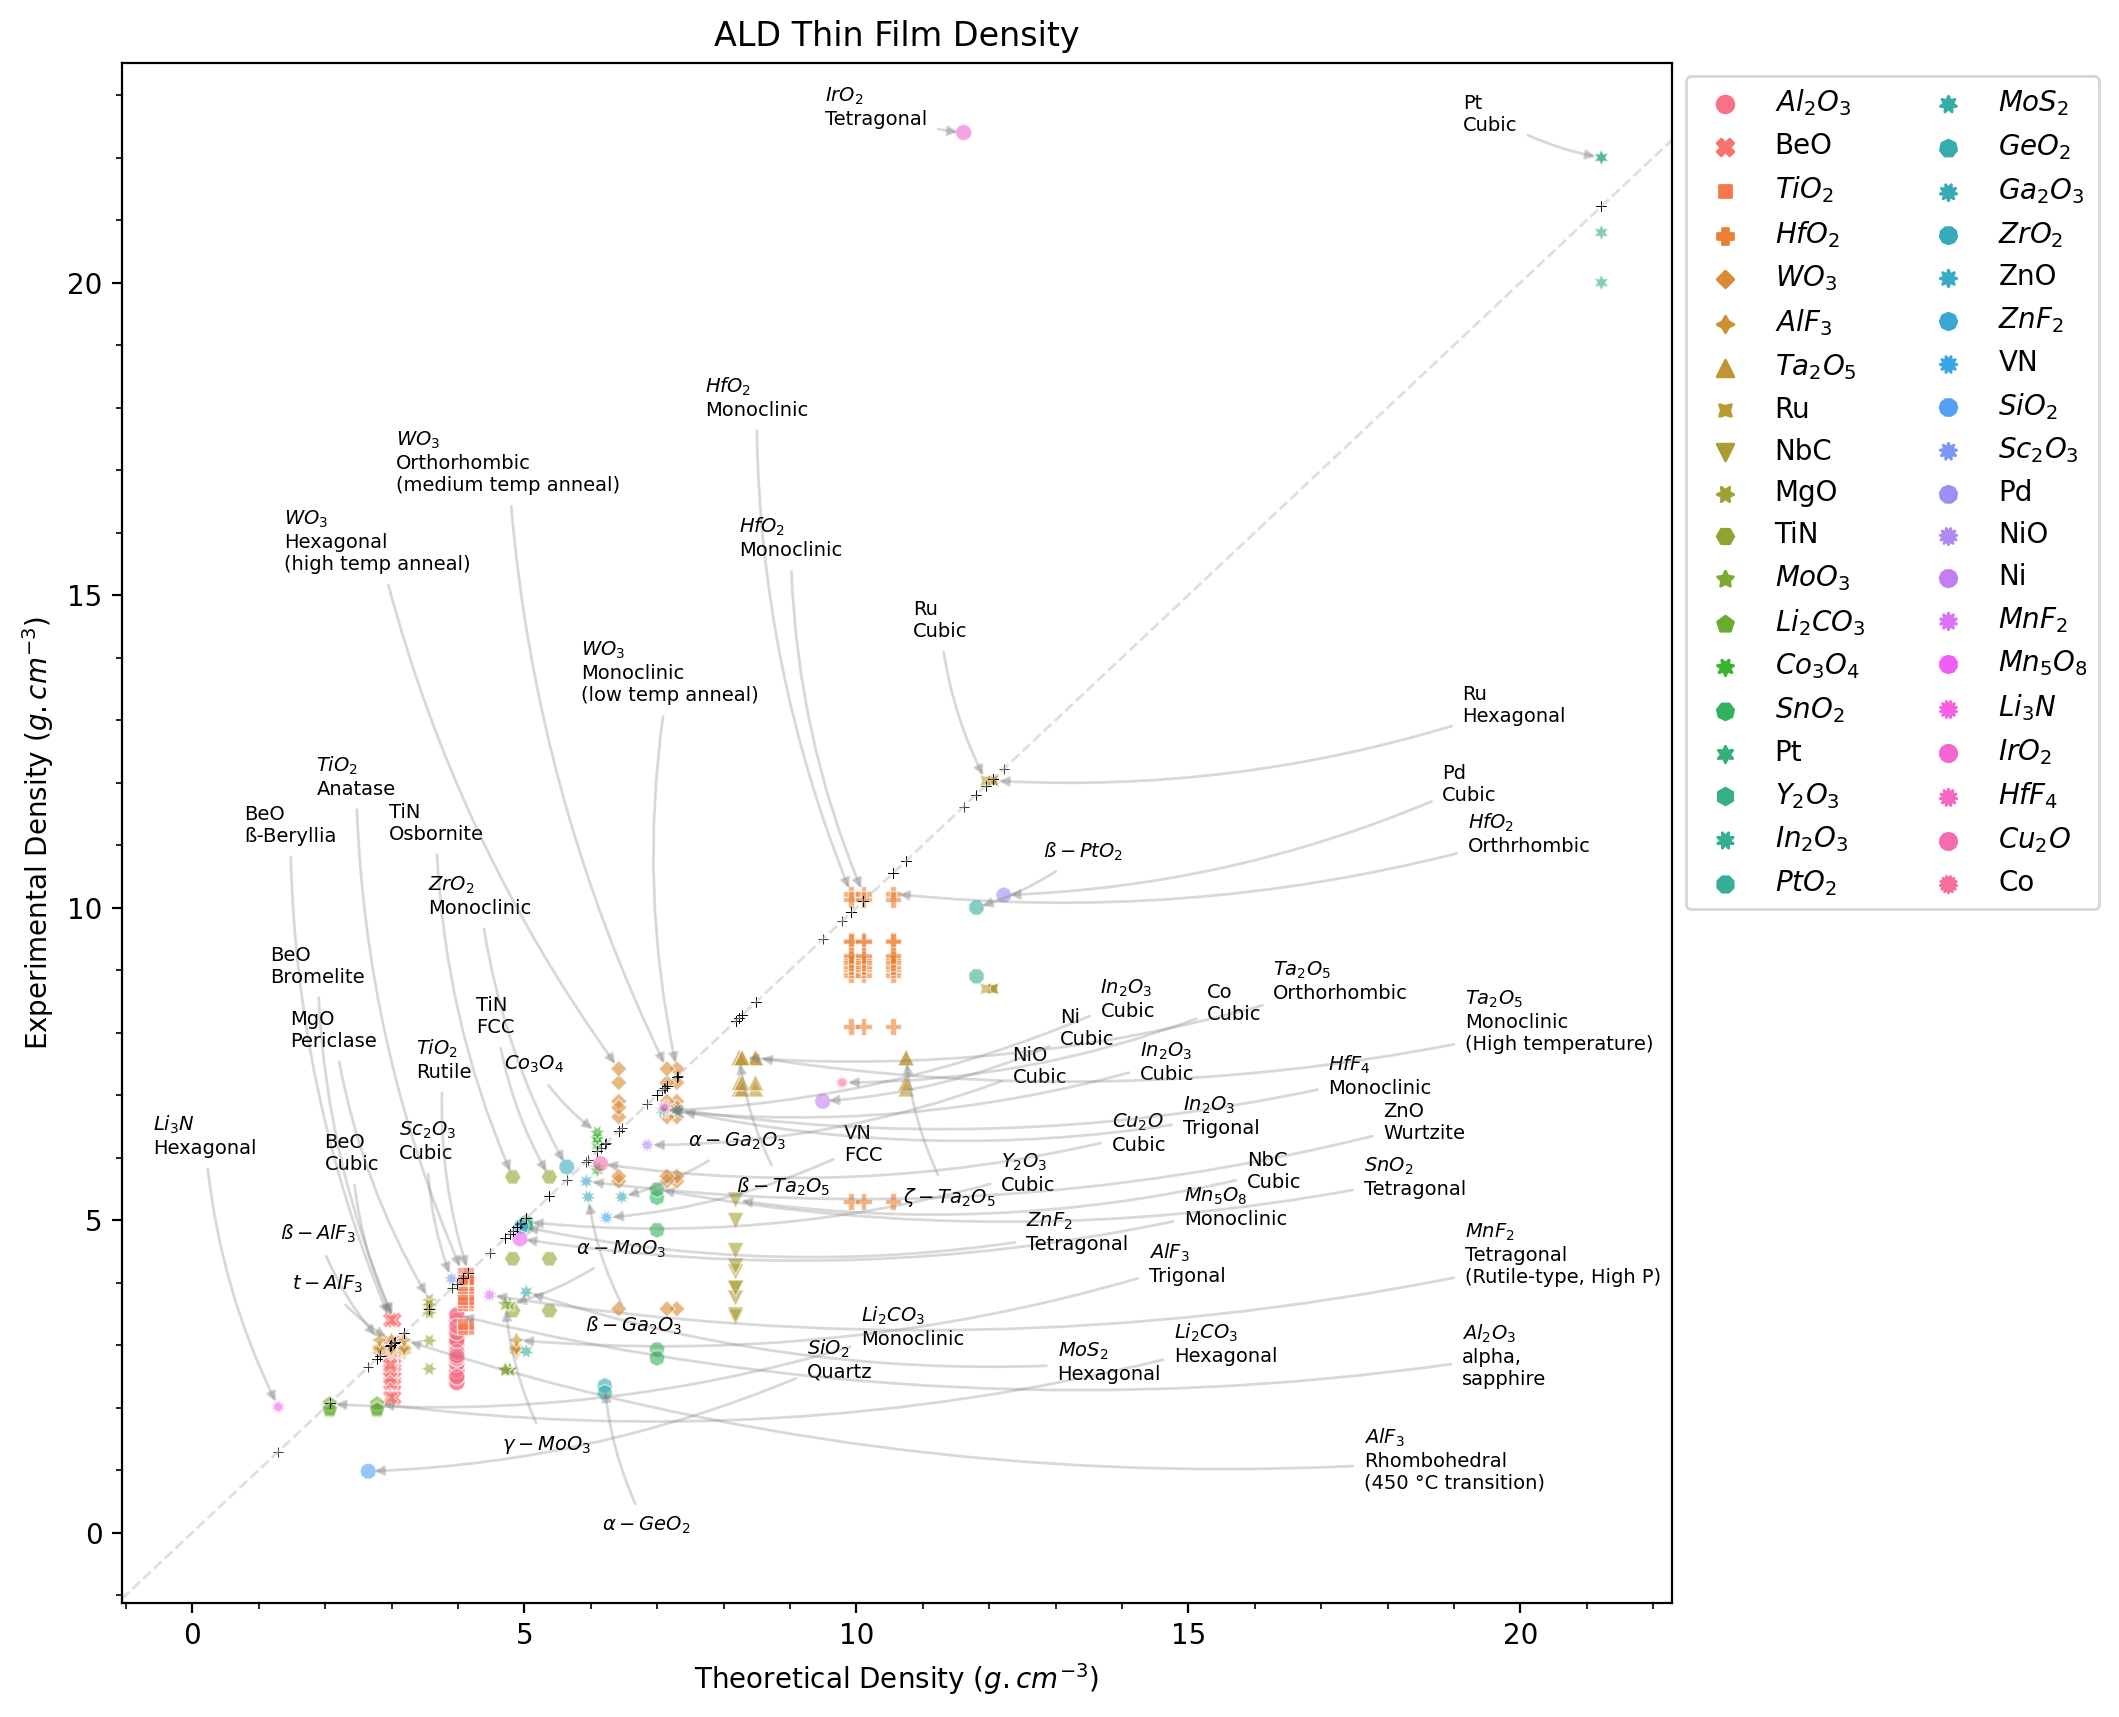 ALD Thin Film Density
IrO2
Tetragonal
Pt
Cubic
HfO2
Monoclinic
WO3
Orthorhombic
(medium temp anneal)
WO3
Hexagonal
(high temp anneal)
HfO2
Monoclinic
Ru
Cubic
WO3
Monoclinic
(low temp anneal)
Ru
Hexagonal
TiO2
Anatase
Pd
Cubic
BeO
ß-Beryllia
TiN
Osbornite
HfO2
Orthrhombic
ß − PtO2
ZrO2
Monoclinic
BeO
Bromelite
Ta2O5
Orthorhombic
In2O3
Cubic
Co
Cubic
Ta2O5
Monoclinic
(High temperature)
TiN
FCC
MgO
Periclase
Ni
Cubic
TiO2
Rutile
Co3O4
NiO
Cubic
In2O3
Cubic
HfF4
Monoclinic
Li3N
Hexagonal
BeO
Cubic
Sc2O3
Cubic
α − Ga2O3
VN
FCC
Cu2O
Cubic
In2O3
Trigonal
ZnO
Wurtzite
ß − Ta2O5
ζ − Ta2O5
Y2O3
Cubic
NbC
Cubic
SnO2
Tetragonal
Mn5O8
Monoclinic
ß − AlF3
α − MoO3
ZnF2
Tetragonal
AlF3
Trigonal
MnF2
Tetragonal
(Rutile-type, High P)
t − AlF3
ß − Ga2O3
Li2CO3
Monoclinic
SiO2
Quartz
MoS2
Hexagonal
Li2CO3
Hexagonal
Al2O3
alpha,
sapphire
γ − MoO3
AlF3
Rhombohedral
(450 °C transition)
α − GeO2
20
15
10
5
0
Experimental Density (g.cm−3)
0 5 10 15 20
Theoretical Density (g.cm−3)
Al2O3
BeO
TiO2
HfO2
WO3
AlF3
Ta2O5
Ru
NbC
MgO
TiN
MoO3
Li2CO3
Co3O4
SnO2
Pt
Y2O3
In2O3
PtO2
MoS2
GeO2
Ga2O3
ZrO2
ZnO
ZnF2
VN
SiO2
Sc2O3
Pd
NiO
Ni
MnF2
Mn5O8
Li3N
IrO2
HfF4
Cu2O
Co